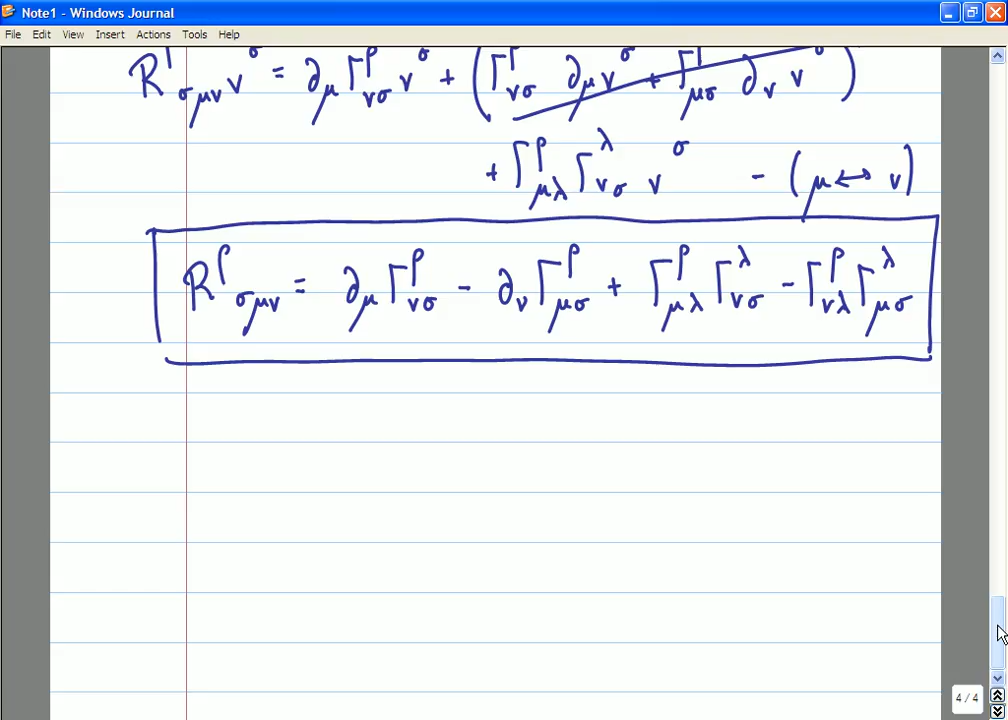 Note1 - Windows Journal
File Edit View Insert Actions Tools Help
R^ρ_σμν v^σ = ∂_μ Γ^ρ_νσ v^σ + (Γ^ρ_νσ ∂_μ v^σ + Γ^ρ_μσ ∂_ν v^σ)
+ Γ^ρ_μλ Γ^λ_νσ v^σ - (μ ↔ ν)
R^ρ_σμν = ∂_μ Γ^ρ_νσ - ∂_ν Γ^ρ_μσ + Γ^ρ_μλ Γ^λ_νσ - Γ^ρ_νλ Γ^λ_μσ
4 / 4